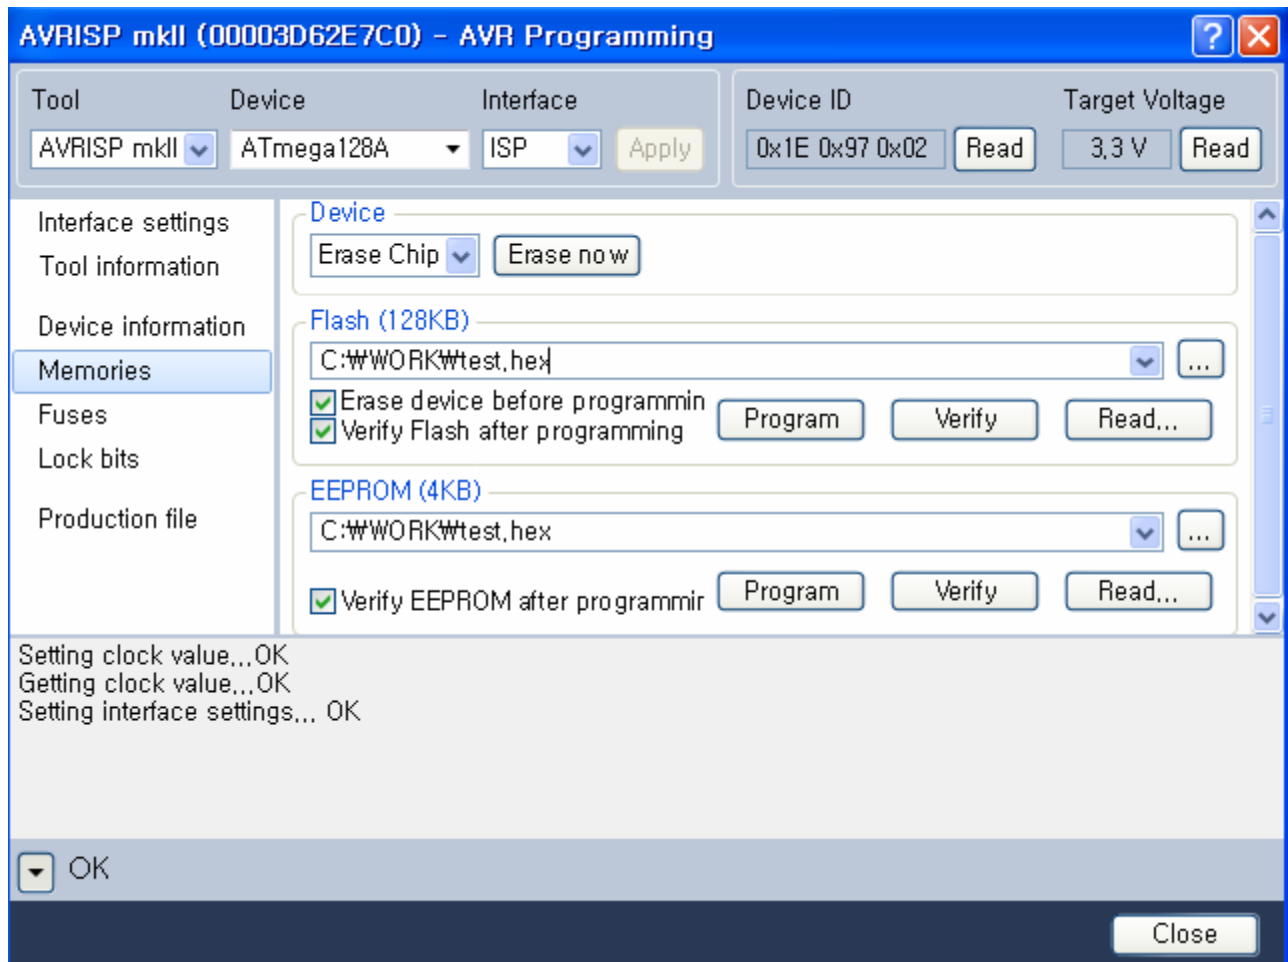 AVRISP mkII (00003D62E7C0) - AVR Programming
Tool Device Interface Device ID Target Voltage
AVRISP mkII ATmega128A ISP Apply 0x1E 0x97 0x02 Read 3,3 V Read
Interface settings
Tool information
Device information
Memories
Fuses
Lock bits
Production file
Device
Erase Chip Erase now
Flash (128KB)
C:₩WORK₩test,hex ...
Erase device before programmin
Verify Flash after programming
Program Verify Read,,,
EEPROM (4KB)
C:₩WORK₩test,hex ...
Verify EEPROM after programmir Program Verify Read,,,
Setting clock value,,,OK
Getting clock value,,,OK
Setting interface settings,,, OK
OK
Close